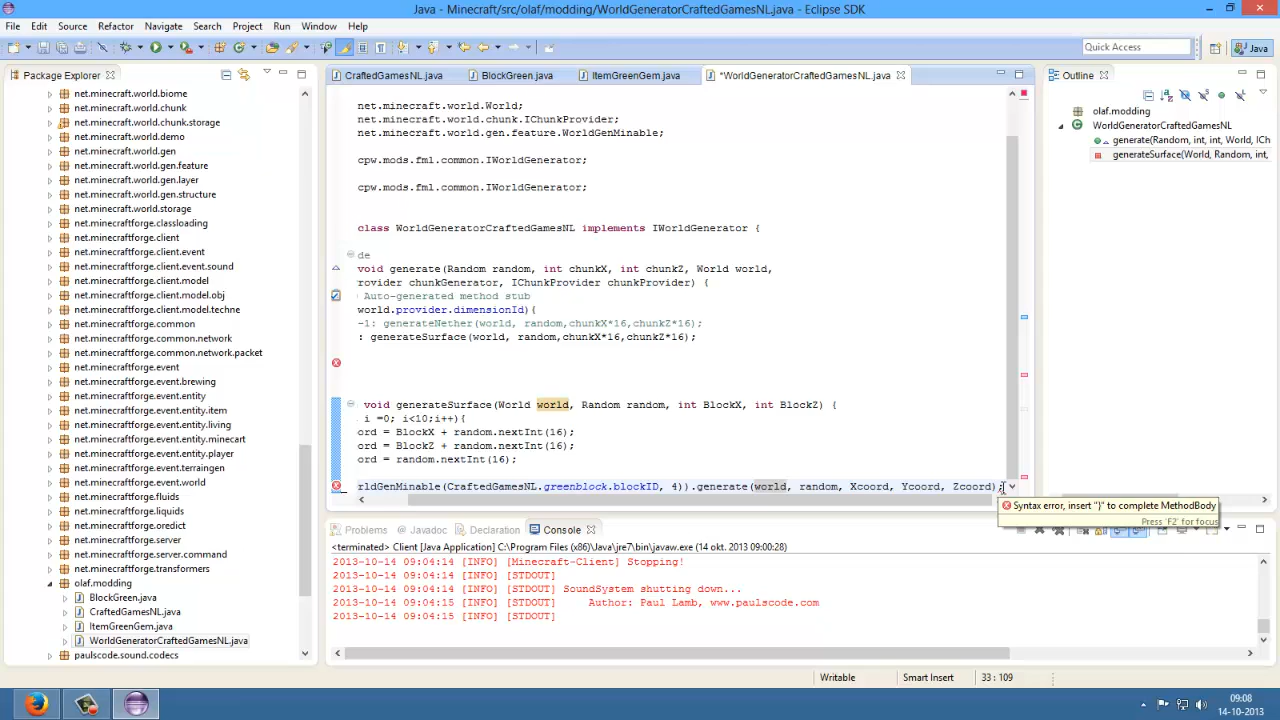 Java - Minecraft/src/olaf/modding/WorldGeneratorCraftedGamesNL.java - Eclipse SDK
File Edit Source Refactor Navigate Search Project Run Window Help
Quick Access
Java
Package Explorer
net.minecraft.world.biome
net.minecraft.world.chunk
net.minecraft.world.chunk.storage
net.minecraft.world.demo
net.minecraft.world.gen
net.minecraft.world.gen.feature
net.minecraft.world.gen.layer
net.minecraft.world.gen.structure
net.minecraft.world.storage
net.minecraftforge.classloading
net.minecraftforge.client
net.minecraftforge.client.event
net.minecraftforge.client.event.sound
net.minecraftforge.client.model
net.minecraftforge.client.model.obj
net.minecraftforge.client.model.techne
net.minecraftforge.common
net.minecraftforge.common.network
net.minecraftforge.common.network.packet
net.minecraftforge.event
net.minecraftforge.event.brewing
net.minecraftforge.event.entity
net.minecraftforge.event.entity.item
net.minecraftforge.event.entity.living
net.minecraftforge.event.entity.minecart
net.minecraftforge.event.entity.player
net.minecraftforge.event.terraingen
net.minecraftforge.event.world
net.minecraftforge.fluids
net.minecraftforge.liquids
net.minecraftforge.oredict
net.minecraftforge.server
net.minecraftforge.server.command
net.minecraftforge.transformers
olaf.modding
BlockGreen.java
CraftedGamesNL.java
ItemGreenGem.java
WorldGeneratorCraftedGamesNL.java
paulscode.sound.codecs
CraftedGamesNL.java BlockGreen.java ItemGreenGem.java *WorldGeneratorCraftedGamesNL.java
net.minecraft.world.World;
net.minecraft.world.chunk.IChunkProvider;
net.minecraft.world.gen.feature.WorldGenMinable;
cpw.mods.fml.common.IWorldGenerator;
cpw.mods.fml.common.IWorldGenerator;
class WorldGeneratorCraftedGamesNL implements IWorldGenerator {
de
void generate(Random random, int chunkX, int chunkZ, World world,
rovider chunkGenerator, IChunkProvider chunkProvider) {
Auto-generated method stub
world.provider.dimensionId){
-1: generateNether(world, random,chunkX*16,chunkZ*16);
: generateSurface(world, random,chunkX*16,chunkZ*16);
void generateSurface(World world, Random random, int BlockX, int BlockZ) {
i =0; i<10;i++){
ord = BlockX + random.nextInt(16);
ord = BlockZ + random.nextInt(16);
ord = random.nextInt(16);
rldGenMinable(CraftedGamesNL.greenblock.blockID, 4)).generate(world, random, Xcoord, Ycoord, Zcoord);
Syntax error, insert "}" to complete MethodBody
Press 'F2' for focus
Outline
olaf.modding
WorldGeneratorCraftedGamesNL
generate(Random, int, int, World, ICh
generateSurface(World, Random, int,
Problems Javadoc Declaration Console
<terminated> Client [Java Application] C:\Program Files (x86)\Java\jre7\bin\javaw.exe (14 okt. 2013 09:00:28)
2013-10-14 09:04:14 [INFO] [Minecraft-Client] Stopping!
2013-10-14 09:04:14 [INFO] [STDOUT]
2013-10-14 09:04:14 [INFO] [STDOUT] SoundSystem shutting down...
2013-10-14 09:04:15 [INFO] [STDOUT] Author: Paul Lamb, www.paulscode.com
2013-10-14 09:04:15 [INFO] [STDOUT]
Writable Smart Insert 33 : 109
09:08
14-10-2013